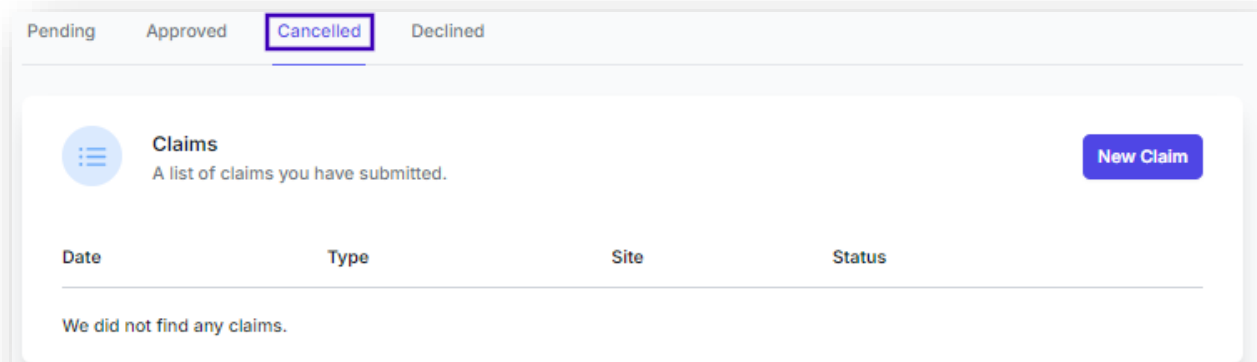 Pending Approved Cancelled Declined
Claims
A list of claims you have submitted.
New Claim
Date Type Site Status
We did not find any claims.